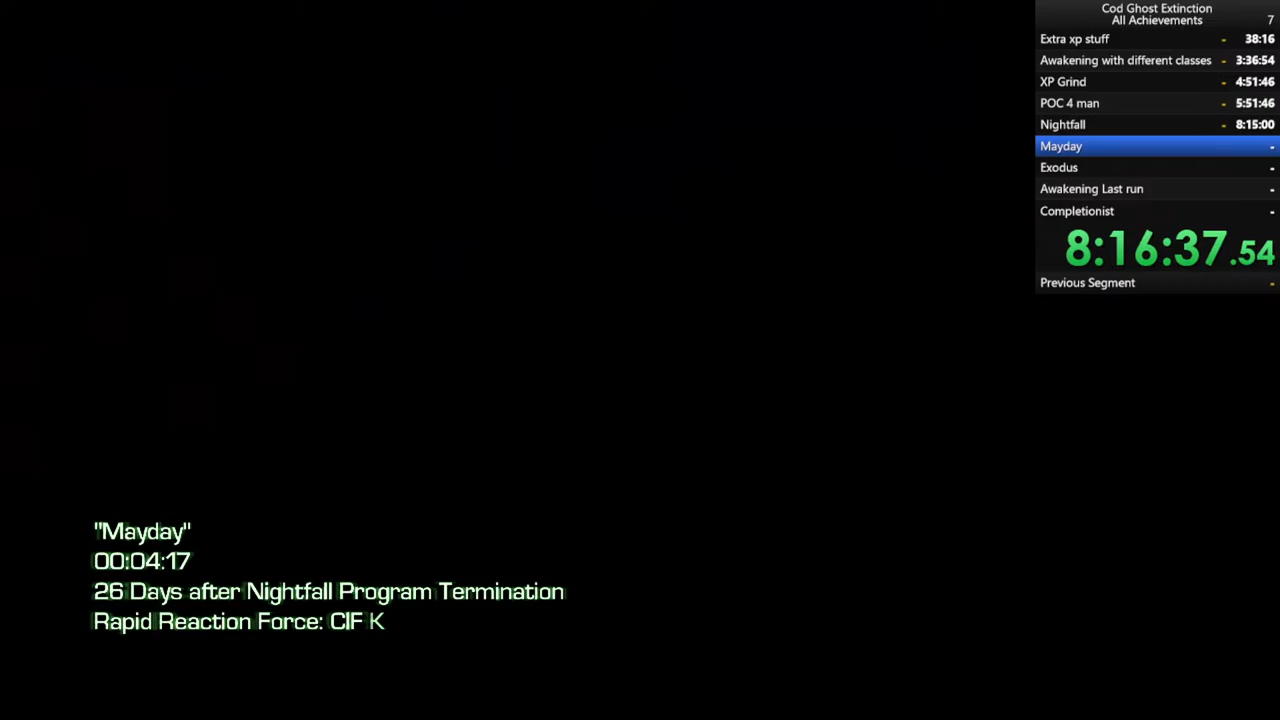 Cod Ghost Extinction
All Achievements 7
Extra xp stuff - 38:16
Awakening with different classes - 3:36:54
XP Grind - 4:51:46
POC 4 man - 5:51:46
Nightfall - 8:15:00
Mayday -
Exodus -
Awakening Last run -
Completionist -
8:16:37.54
Previous Segment -
"Mayday"
00:04:17
26 Days after Nightfall Program Termination
Rapid Reaction Force: CIF K